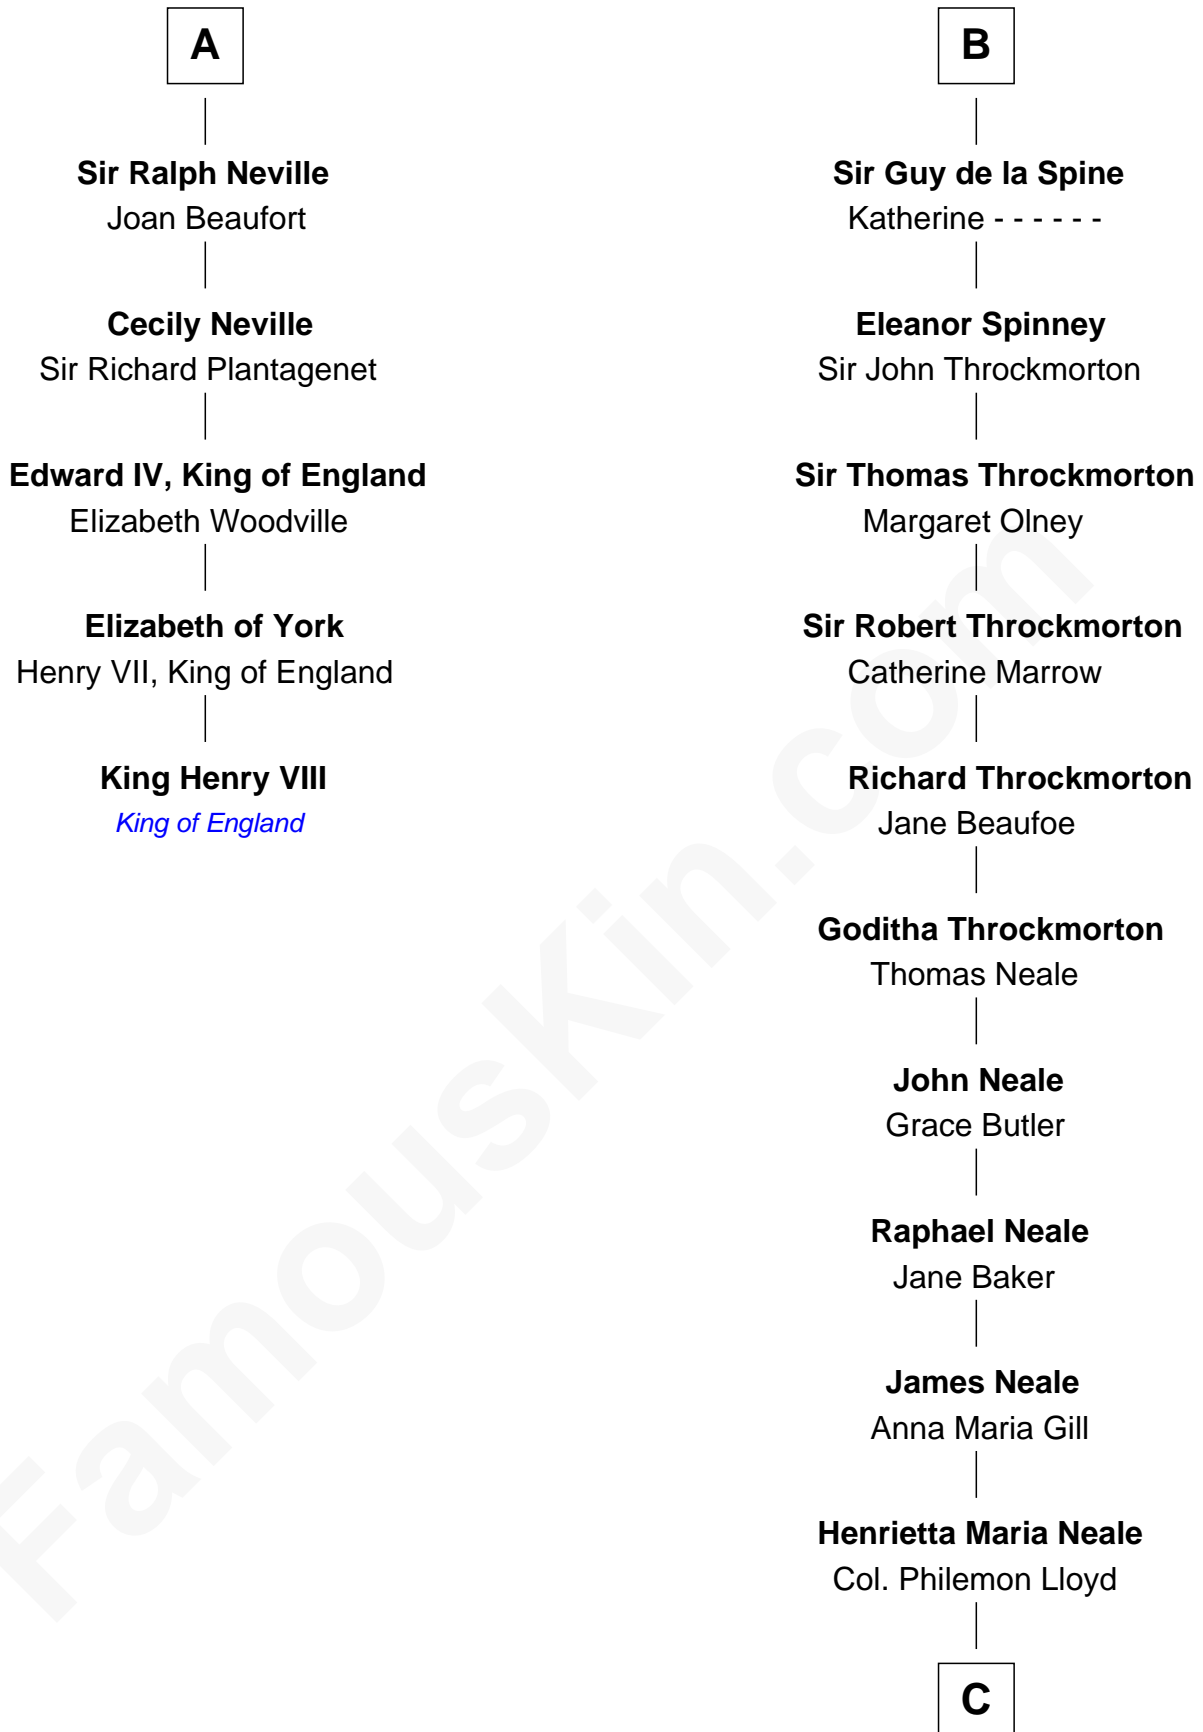 A
Sir Ralph Neville
Joan Beaufort
Cecily Neville
Sir Richard Plantagenet
Edward IV, King of England
Elizabeth Woodville
Elizabeth of York
Henry VII, King of England
King Henry VIII
King of England
B
Sir Guy de la Spine
Katherine - - - - - -
Eleanor Spinney
Sir John Throckmorton
Sir Thomas Throckmorton
Margaret Olney
Sir Robert Throckmorton
Catherine Marrow
Richard Throckmorton
Jane Beaufoe
Goditha Throckmorton
Thomas Neale
John Neale
Grace Butler
Raphael Neale
Jane Baker
James Neale
Anna Maria Gill
Henrietta Maria Neale
Col. Philemon Lloyd
C
FamousKin.com